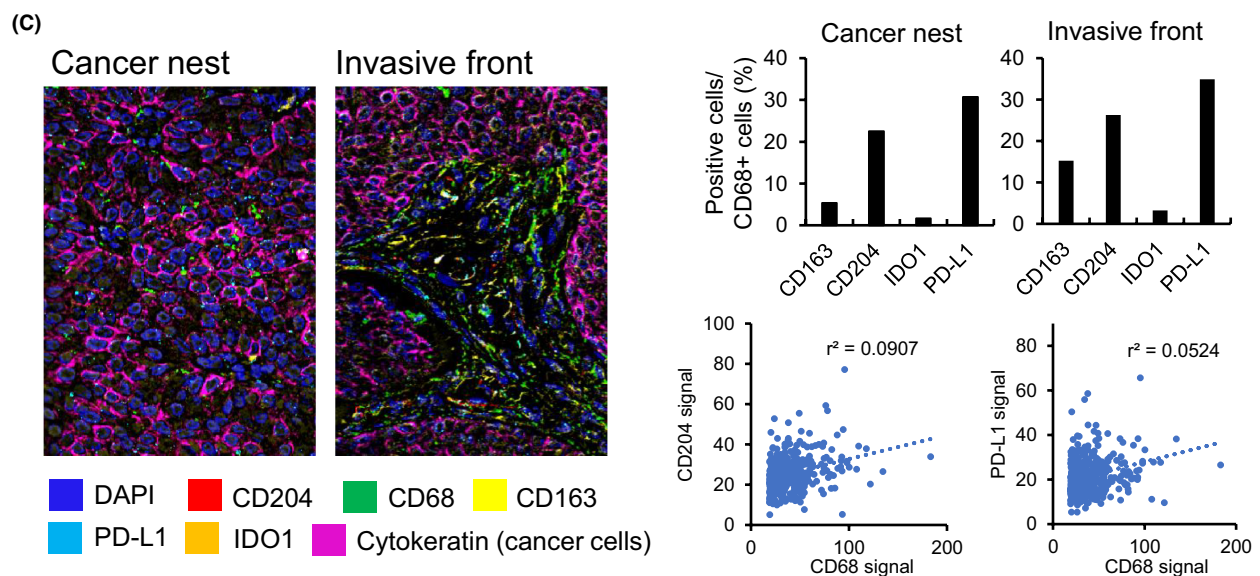 (C)
Cancer nest
Invasive front
DAPI
CD204
CD68
CD163
PD-L1
IDO1
Cytokeratin (cancer cells)
Cancer nest
Invasive front
Positive cells/
CD68+ cells (%)
40
30
20
10
0
CD163
CD204
IDO1
PD-L1
40
30
20
10
0
CD163
CD204
IDO1
PD-L1
CD204 signal
100
80
60
40
20
0
r² = 0.0907
0
100
200
CD68 signal
PD-L1 signal
80
60
40
20
0
r² = 0.0524
0
100
200
CD68 signal